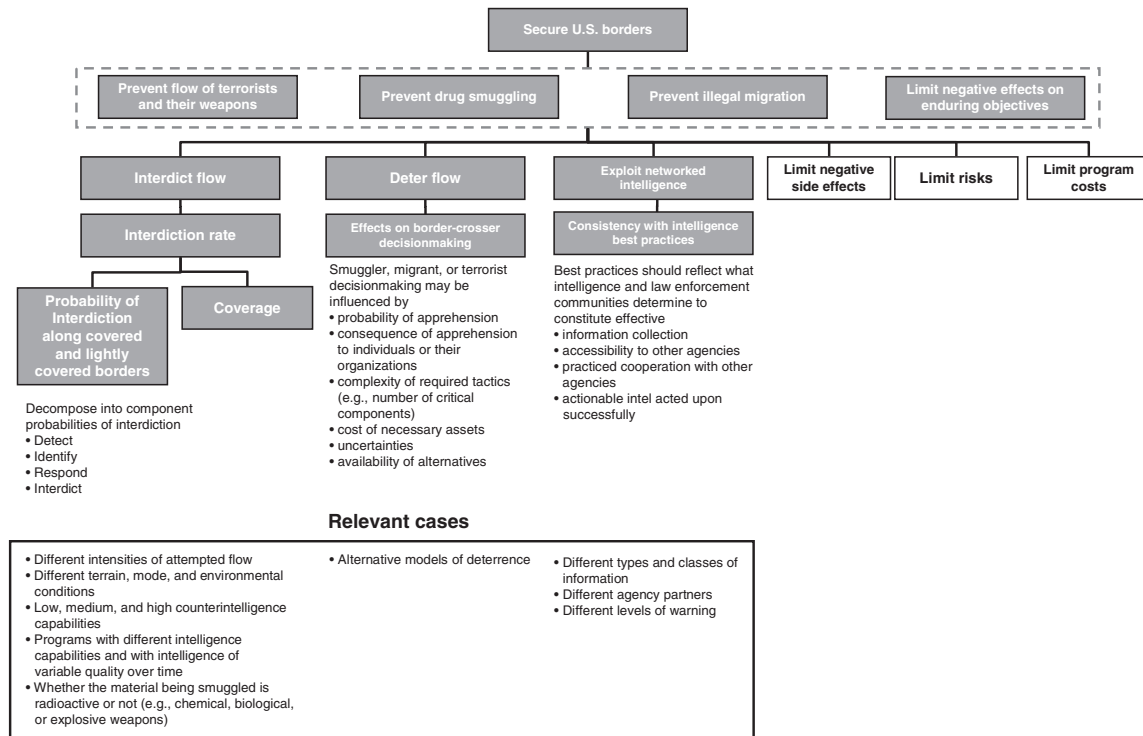 Secure U.S. borders
Prevent flow of terrorists
and their weapons
Prevent drug smuggling
Prevent illegal migration
Limit negative effects on
enduring objectives
Interdict flow
Deter flow
Exploit networked
intelligence
Limit negative
side effects
Limit risks
Limit program
costs
Interdiction rate
Effects on border-crosser
decisionmaking
Consistency with intelligence
best practices
Probability of
Interdiction
along covered
and lightly
covered borders
Coverage
Decompose into component
probabilities of interdiction
• Detect
• Identify
• Respond
• Interdict
Smuggler, migrant, or terrorist
decisionmaking may be
influenced by
• probability of apprehension
• consequence of apprehension
to individuals or their
organizations
• complexity of required tactics
(e.g., number of critical
components)
• cost of necessary assets
• uncertainties
• availability of alternatives
Best practices should reflect what
intelligence and law enforcement
communities determine to
constitute effective
• information collection
• accessibility to other agencies
• practiced cooperation with other
agencies
• actionable intel acted upon
successfully
Relevant cases
• Different intensities of attempted flow
• Different terrain, mode, and environmental
conditions
• Low, medium, and high counterintelligence
capabilities
• Programs with different intelligence
capabilities and with intelligence of
variable quality over time
• Whether the material being smuggled is
radioactive or not (e.g., chemical, biological,
or explosive weapons)
• Alternative models of deterrence
• Different types and classes of
information
• Different agency partners
• Different levels of warning